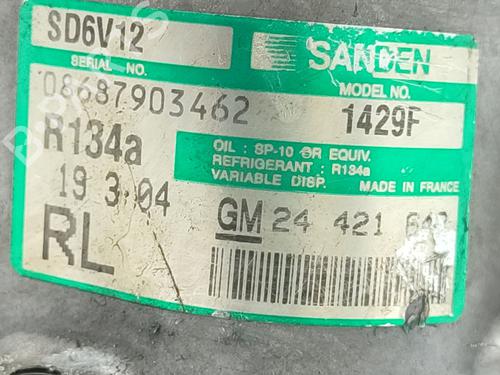 SD6V12
SANDEN
SERIAL NO.
MODEL NO.
08687903462
1429F
R134a
OIL : SP-10 OR EQUIV.
REFRIGERANT : R134a
VARIABLE DISP.
MADE IN FRANCE
19 3 04
RL
GM 24 421